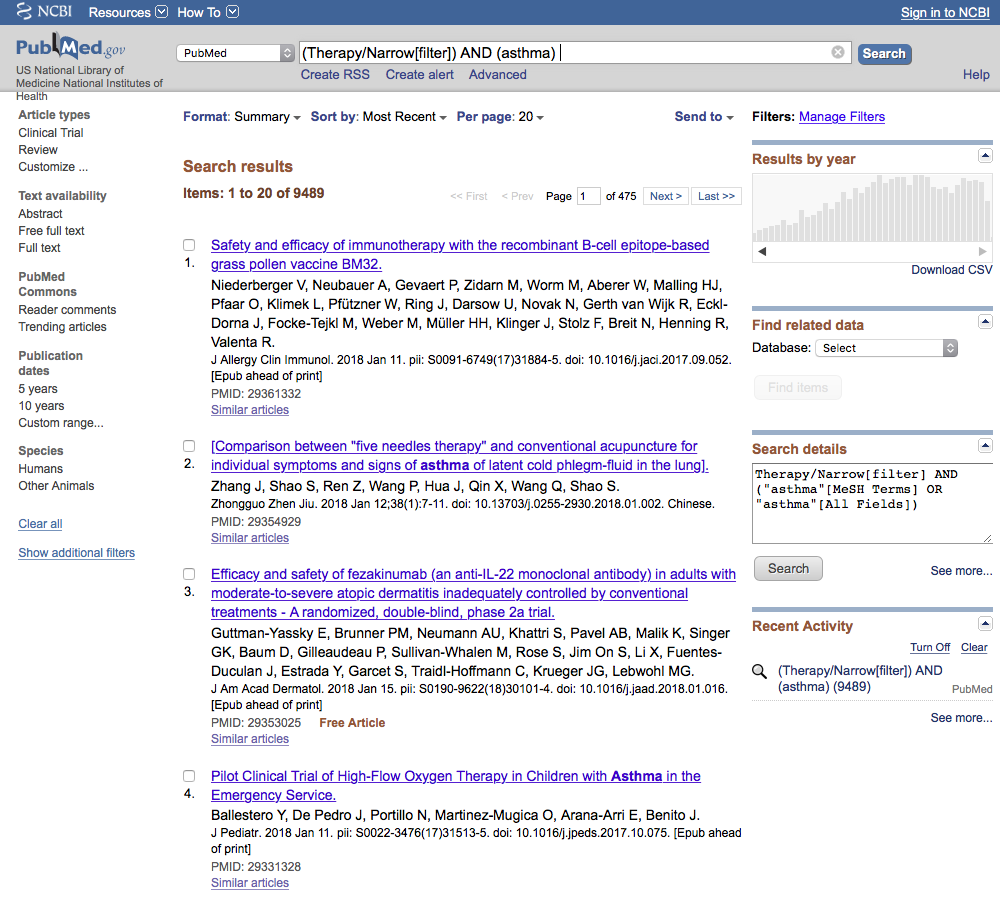 NCBI Resources How To Sign in to NCBI
PubMed.gov
US National Library of
Medicine National Institutes of
Health
PubMed (Therapy/Narrow[filter]) AND (asthma) Search
Create RSS Create alert Advanced Help
Article types
Clinical Trial
Review
Customize ...
Text availability
Abstract
Free full text
Full text
PubMed
Commons
Reader comments
Trending articles
Publication
dates
5 years
10 years
Custom range...
Species
Humans
Other Animals
Clear all
Show additional filters
Format: Summary Sort by: Most Recent Per page: 20 Send to
Search results
Items: 1 to 20 of 9489
<< First < Prev Page 1 of 475 Next > Last >>
Safety and efficacy of immunotherapy with the recombinant B-cell epitope-based
1. grass pollen vaccine BM32.
Niederberger V, Neubauer A, Gevaert P, Zidarn M, Worm M, Aberer W, Malling HJ,
Pfaar O, Klimek L, Pfützner W, Ring J, Darsow U, Novak N, Gerth van Wijk R, Eckl-
Dorna J, Focke-Tejkl M, Weber M, Müller HH, Klinger J, Stolz F, Breit N, Henning R,
Valenta R.
J Allergy Clin Immunol. 2018 Jan 11. pii: S0091-6749(17)31884-5. doi: 10.1016/j.jaci.2017.09.052.
[Epub ahead of print]
PMID: 29361332
Similar articles
[Comparison between "five needles therapy" and conventional acupuncture for
2. individual symptoms and signs of asthma of latent cold phlegm-fluid in the lung].
Zhang J, Shao S, Ren Z, Wang P, Hua J, Qin X, Wang Q, Shao S.
Zhongguo Zhen Jiu. 2018 Jan 12;38(1):7-11. doi: 10.13703/j.0255-2930.2018.01.002. Chinese.
PMID: 29354929
Similar articles
Efficacy and safety of fezakinumab (an anti-IL-22 monoclonal antibody) in adults with
3. moderate-to-severe atopic dermatitis inadequately controlled by conventional
treatments - A randomized, double-blind, phase 2a trial.
Guttman-Yassky E, Brunner PM, Neumann AU, Khattri S, Pavel AB, Malik K, Singer
GK, Baum D, Gilleaudeau P, Sullivan-Whalen M, Rose S, Jim On S, Li X, Fuentes-
Duculan J, Estrada Y, Garcet S, Traidl-Hoffmann C, Krueger JG, Lebwohl MG.
J Am Acad Dermatol. 2018 Jan 15. pii: S0190-9622(18)30101-4. doi: 10.1016/j.jaad.2018.01.016.
[Epub ahead of print]
PMID: 29353025 Free Article
Similar articles
Pilot Clinical Trial of High-Flow Oxygen Therapy in Children with Asthma in the
4. Emergency Service.
Ballestero Y, De Pedro J, Portillo N, Martinez-Mugica O, Arana-Arri E, Benito J.
J Pediatr. 2018 Jan 11. pii: S0022-3476(17)31513-5. doi: 10.1016/j.jpeds.2017.10.075. [Epub ahead
of print]
PMID: 29331328
Similar articles
Filters: Manage Filters
Results by year
Download CSV
Find related data
Database: Select
Find items
Search details
Therapy/Narrow[filter] AND
("asthma"[MeSH Terms] OR
"asthma"[All Fields])
Search See more...
Recent Activity
Turn Off Clear
(Therapy/Narrow[filter]) AND
(asthma) (9489) PubMed
See more...